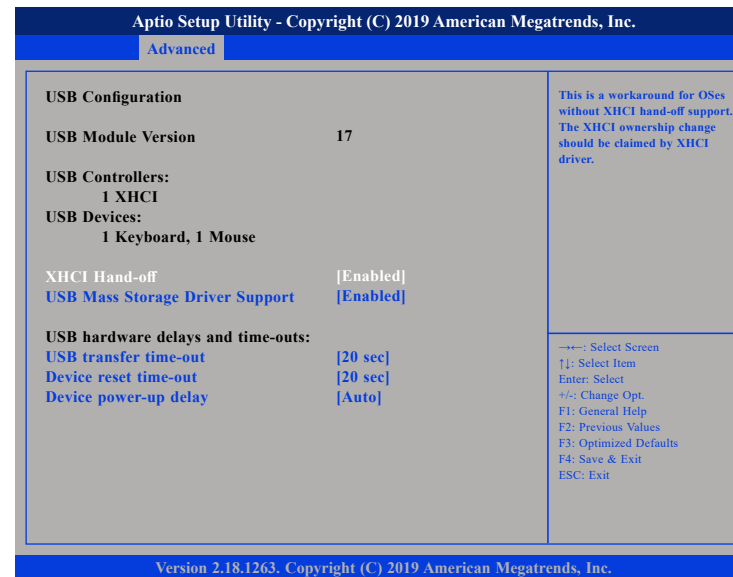 Aptio Setup Utility - Copyright (C) 2019 American Megatrends, Inc.
Advanced
USB Configuration
USB Module Version 17
USB Controllers:
1 XHCI
USB Devices:
1 Keyboard, 1 Mouse
XHCI Hand-off [Enabled]
USB Mass Storage Driver Support [Enabled]
USB hardware delays and time-outs:
USB transfer time-out [20 sec]
Device reset time-out [20 sec]
Device power-up delay [Auto]
This is a workaround for OSes
without XHCI hand-off support.
The XHCI ownership change
should be claimed by XHCI
driver.
→←: Select Screen
↑↓: Select Item
Enter: Select
+/-: Change Opt.
F1: General Help
F2: Previous Values
F3: Optimized Defaults
F4: Save & Exit
ESC: Exit
Version 2.18.1263. Copyright (C) 2019 American Megatrends, Inc.